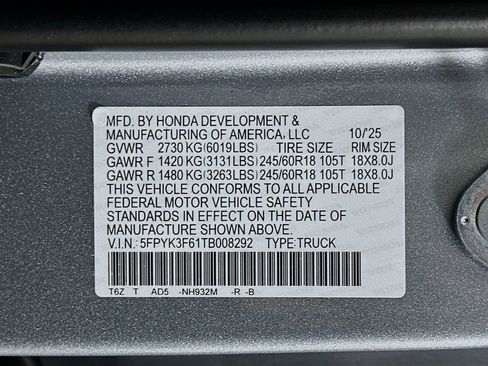 MFD. BY HONDA DEVELOPMENT &
MANUFACTURING OF AMERICA, LLC 10/'25
GVWR 2730 KG (6019LBS) TIRE SIZE RIM SIZE
GAWR F 1420 KG (3131LBS) 245/60R18 105T 18X8.0J
GAWR R 1480 KG (3263LBS) 245/60R18 105T 18X8.0J
THIS VEHICLE CONFORMS TO ALL APPLICABLE
FEDERAL MOTOR VEHICLE SAFETY
STANDARDS IN EFFECT ON THE DATE OF
MANUFACTURE SHOWN ABOVE.
V.I.N.: 5FPYK3F61TB008292 TYPE:TRUCK
T6Z T AD5 -NH932M -R -B